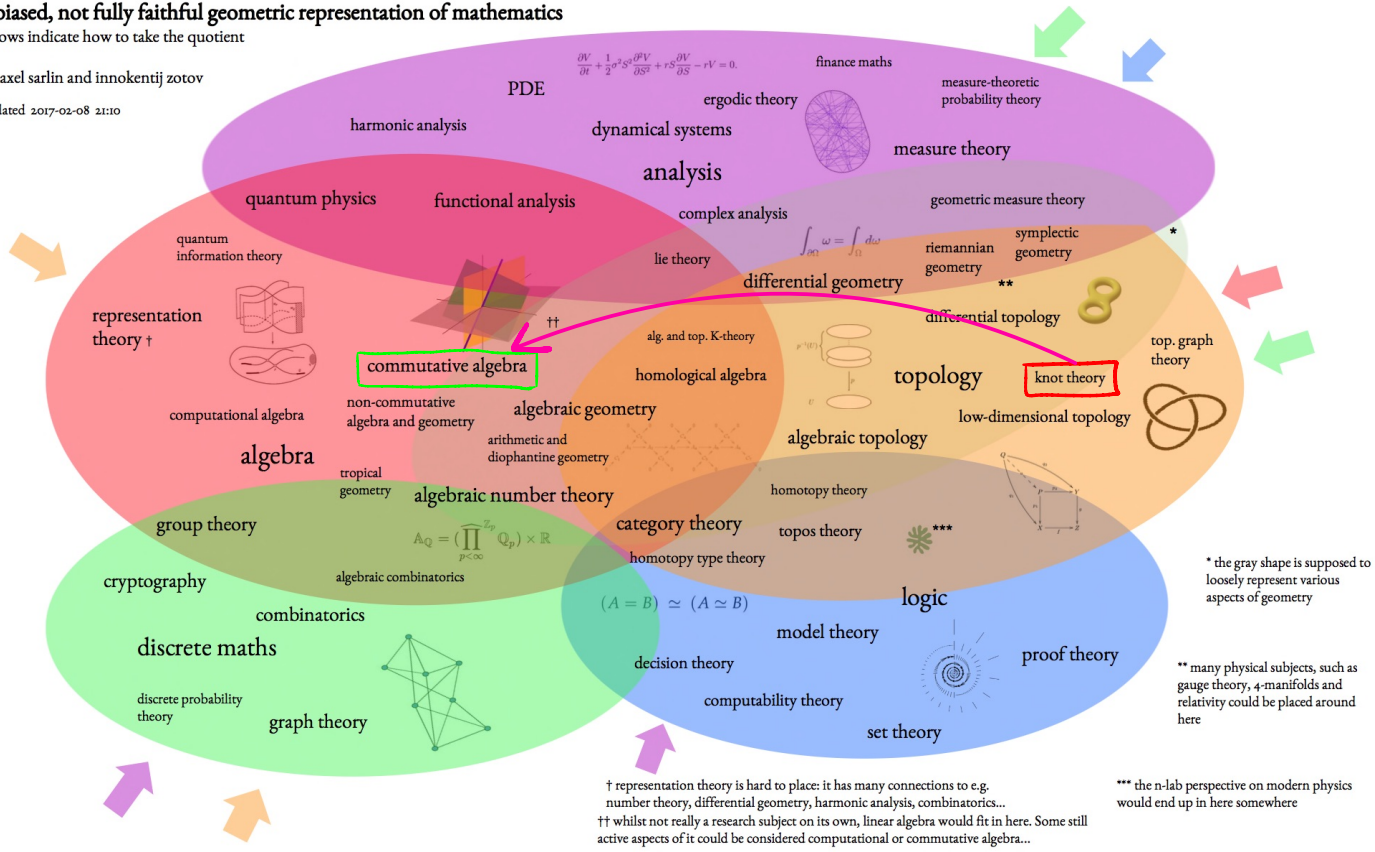 biased, not fully faithful geometric representation of mathematics
ows indicate how to take the quotient
axel sarlin and innokentij zotov
lated 2017-02-08 21:10
∂V/∂t + 1/2 σ²S² ∂²V/∂S² + rS ∂V/∂S − rV = 0.
finance maths
PDE
measure-theoretic
probability theory
ergodic theory
harmonic analysis
dynamical systems
measure theory
analysis
quantum physics
functional analysis
complex analysis
geometric measure theory
quantum
information theory
lie theory
∫∂Ω ω = ∫Ω dω
riemannian
geometry
symplectic
geometry
*
differential geometry
**
representation
theory †
††
differential topology
alg. and top. K-theory
top. graph
theory
commutative algebra
homological algebra
topology
knot theory
computational algebra
non-commutative
algebra and geometry
algebraic geometry
low-dimensional topology
arithmetic and
diophantine geometry
algebraic topology
algebra
tropical
geometry
algebraic number theory
homotopy theory
group theory
category theory
topos theory
***
homotopy type theory
cryptography
algebraic combinatorics
combinatorics
(A = B) ≃ (A ≃ B)
logic
discrete maths
model theory
decision theory
proof theory
discrete probability
theory
graph theory
computability theory
set theory
* the gray shape is supposed to
loosely represent various
aspects of geometry
** many physical subjects, such as
gauge theory, 4-manifolds and
relativity could be placed around
here
*** the n-lab perspective on modern physics
would end up in here somewhere
† representation theory is hard to place: it has many connections to e.g.
number theory, differential geometry, harmonic analysis, combinatorics...
†† whilst not really a research subject on its own, linear algebra would fit in here. Some still
active aspects of it could be considered computational or commutative algebra...